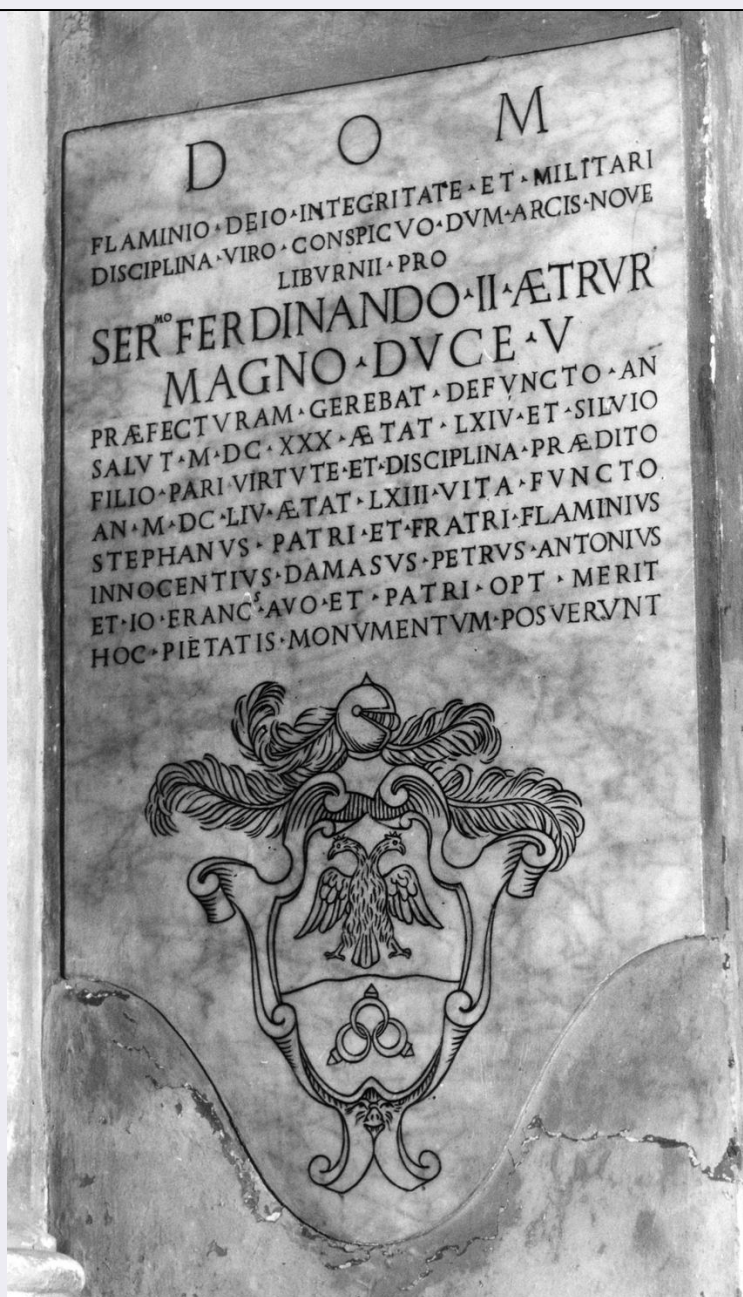 D O M
FLAMINIO·DEIO·INTEGRITATE·ET·MILITARI
DISCIPLINA·VIRO·CONSPICVO·DVM·ARCIS·NOVE
LIBVRNII·PRO
SERMO FERDINANDO·II·ÆTRVR
MAGNO·DVCE·V
PRÆFECTVRAM·GEREBAT·DEFVNCTO·AN
SALVT·M·DC·XXX·ÆTAT·LXIV·ET·SILVIO
FILIO·PARI VIRTVTE·ET·DISCIPLINA·PRÆDITO
AN·M·DC·LIV·ÆTAT·LXIII·VITA·FVNCTO
STEPHANVS·PATRI·ET·FRATRI·FLAMINIVS
INNOCENTIVS·DAMASVS·PETRVS·ANTONIVS
ET·IO·FRANCS·AVO·ET·PATRI·OPT·MERIT
HOC·PIETATIS·MONVMENTVM·POSVERVNT